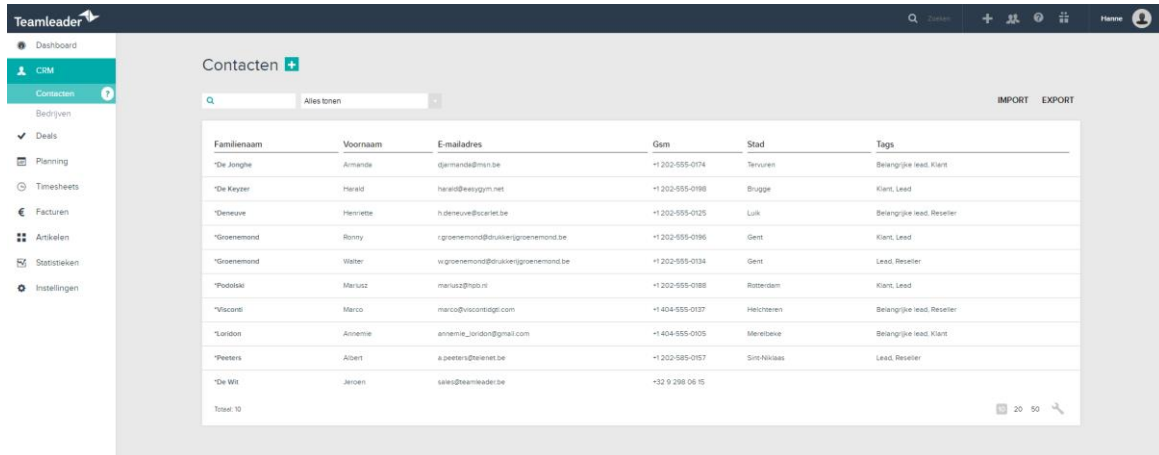 Teamleader
Zoeken
Hanne
Dashboard
CRM
Contacten
?
Bedrijven
Deals
Planning
Timesheets
Facturen
Artikelen
Statistieken
Instellingen
Contacten +
Alles tonen
IMPORT EXPORT
Familienaam Voornaam E-mailadres Gsm Stad Tags
*De Jonghe Armanda djarmanda@msn.be +1 202-555-0174 Tervuren Belangrijke lead, Klant
*De Keyzer Harald harald@easygym.net +1 202-555-0198 Brugge Klant, Lead
*Deneuve Henriette h.deneuve@scarlet.be +1 202-555-0125 Luik Belangrijke lead, Reseller
*Groenemond Ronny r.groenemond@drukkerijgroenemond.be +1 202-555-0196 Gent Klant, Lead
*Groenemond Walter w.groenemond@drukkerijgroenemond.be +1 202-555-0134 Gent Lead, Reseller
*Podolski Mariusz mariusz@hpb.nl +1 202-555-0188 Rotterdam Klant, Lead
*Visconti Marco marco@viscontidgtl.com +1 404-555-0137 Helchteren Belangrijke lead, Reseller
*Loridon Annemie annemie_loridon@gmail.com +1 404-555-0105 Merelbeke Belangrijke lead, Klant
*Peeters Albert a.peeters@telenet.be +1 202-585-0157 Sint-Niklaas Lead, Reseller
*De Wit Jeroen sales@teamleader.be +32 9 298 06 15
Totaal: 10
10 20 50